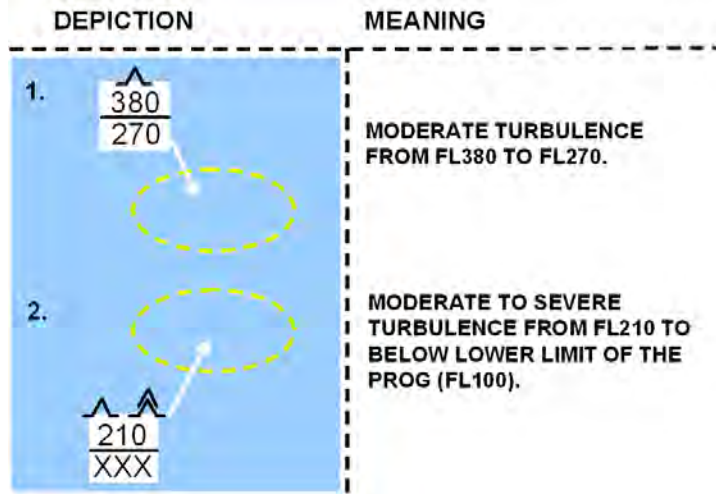 DEPICTION
MEANING
1.
380
270
MODERATE TURBULENCE
FROM FL380 TO FL270.
2.
210
XXX
MODERATE TO SEVERE
TURBULENCE FROM FL210 TO
BELOW LOWER LIMIT OF THE
PROG (FL100).